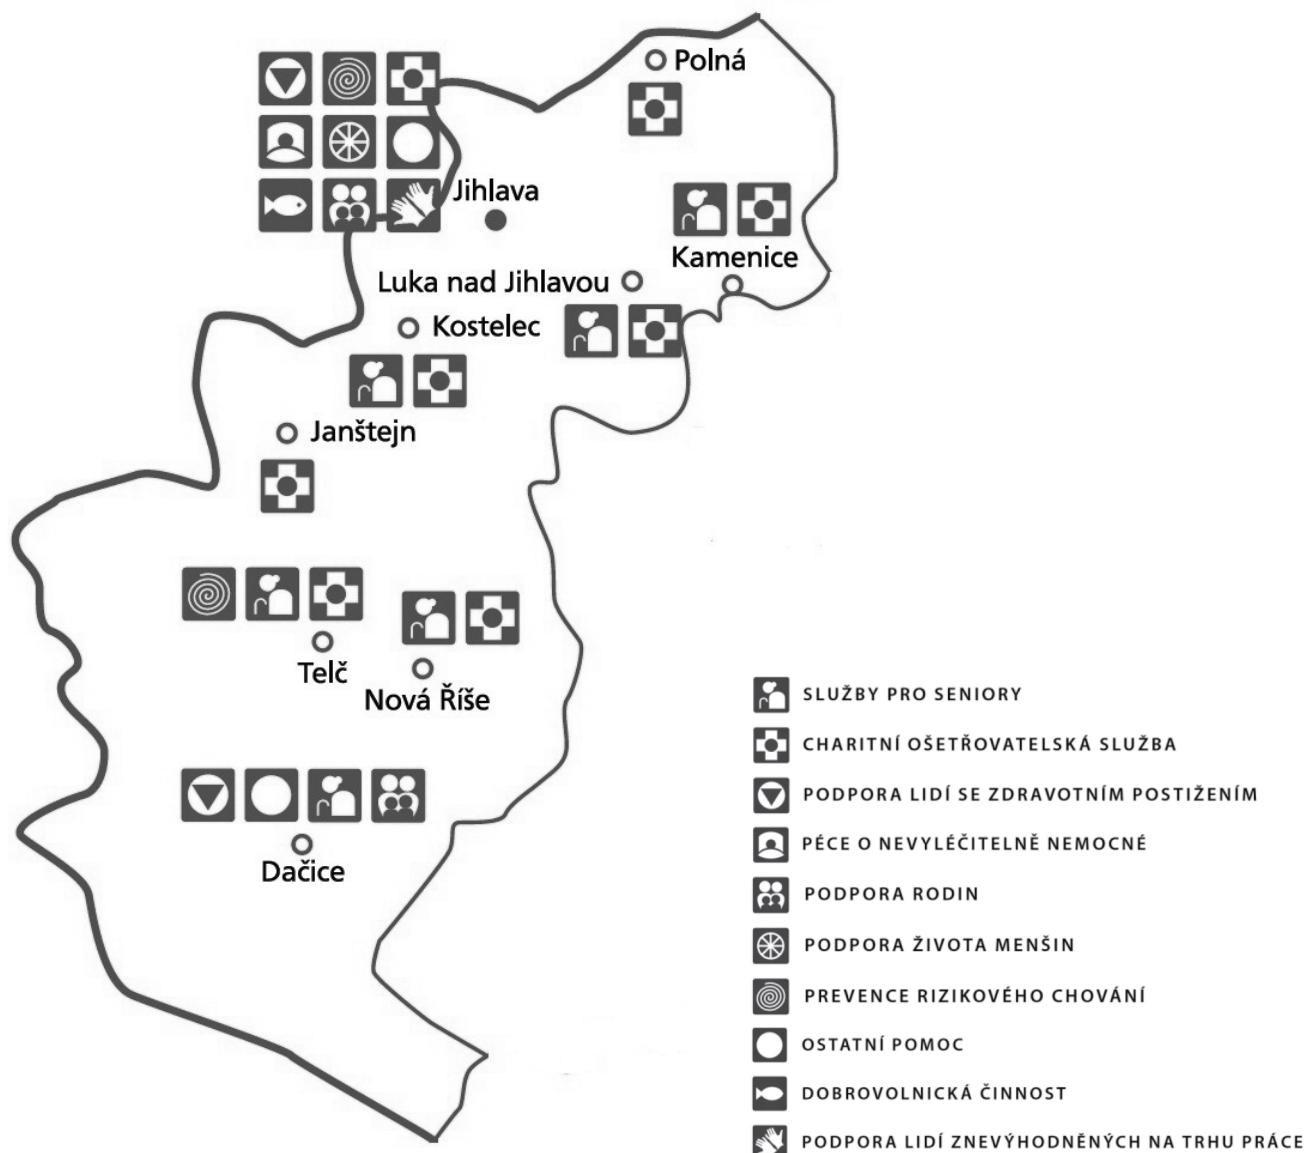 Polná
Jihlava
Kamenice
Luka nad Jihlavou
Kostelec
Janštejn
Telč
Nová Říše
Dačice
SLUŽBY PRO SENIORY
CHARITNÍ OŠETŘOVATELSKÁ SLUŽBA
PODPORA LIDÍ SE ZDRAVOTNÍM POSTIŽENÍM
PÉCE O NEVYLÉČITELNĚ NEMOCNÉ
PODPORA RODIN
PODPORA ŽIVOTA MENŠIN
PREVENCE RIZIKOVÉHO CHOVÁNÍ
OSTATNÍ POMOC
DOBROVOLNICKÁ ČINNOST
PODPORA LIDÍ ZNEVÝHODNĚNÝCH NA TRHU PRÁCE